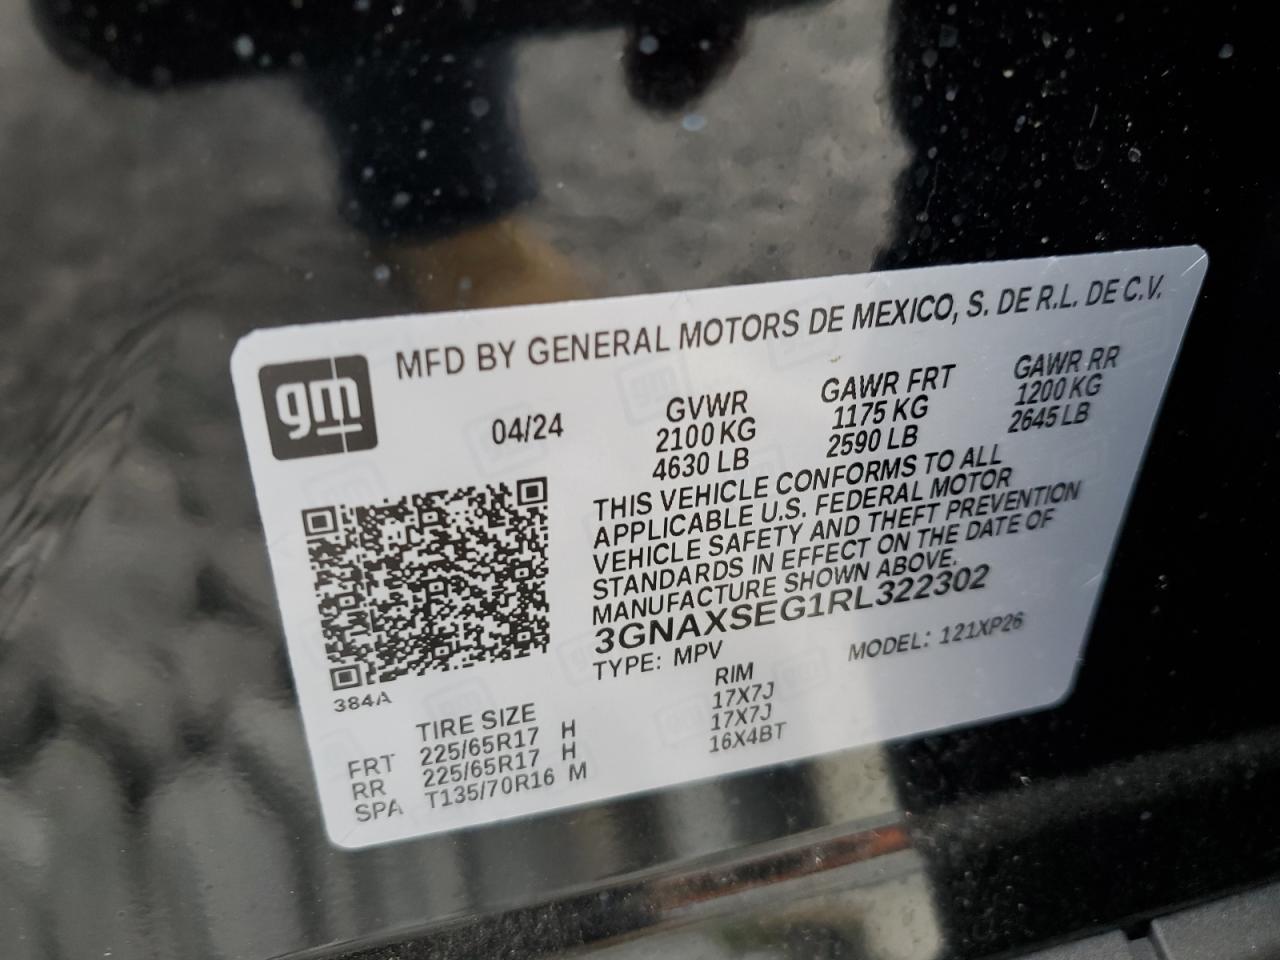 gm
MFD BY GENERAL MOTORS DE MEXICO, S. DE R.L. DE C.V.
04/24 GVWR GAWR FRT GAWR RR
2100 KG 1175 KG 1200 KG
4630 LB 2590 LB 2645 LB
THIS VEHICLE CONFORMS TO ALL
APPLICABLE U.S. FEDERAL MOTOR
VEHICLE SAFETY AND THEFT PREVENTION
STANDARDS IN EFFECT ON THE DATE OF
MANUFACTURE SHOWN ABOVE.
3GNAXSEG1RL322302
TYPE: MPV MODEL: 121XP26
384A
TIRE SIZE RIM
FRT 225/65R17 H 17X7J
RR 225/65R17 H 17X7J
SPA T135/70R16 M 16X4BT